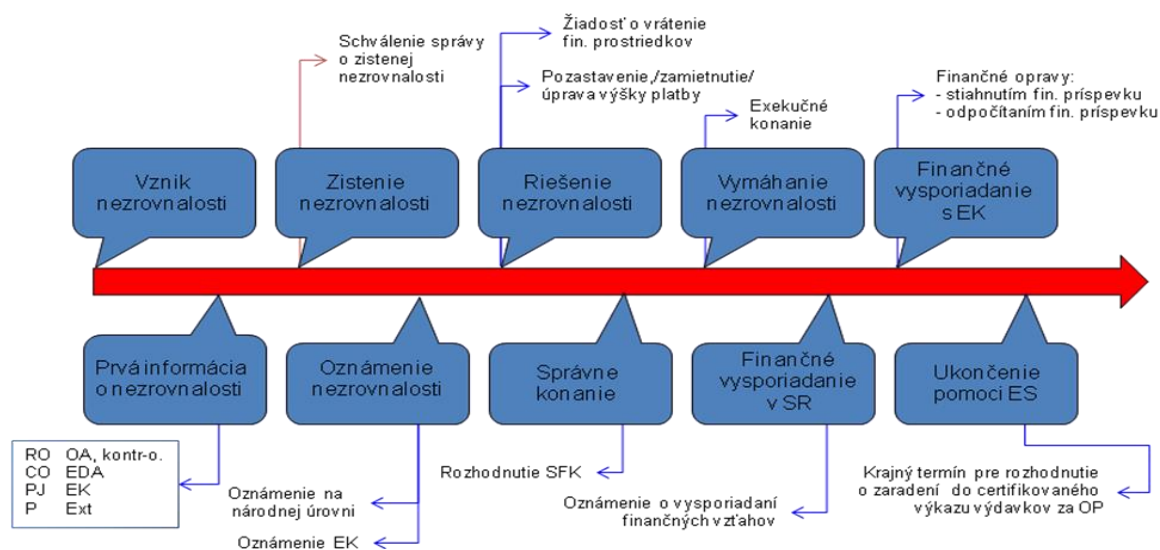 Schválenie správy
o zistenej
nezrovnalosti
Žiadosť o vrátenie
fin. prostriedkov
Pozastavenie,/zamietnutie/
úprava výšky platby
Exekučné
konanie
Finančné opravy:
- stiahnutím fin. príspevku
- odpočítaním fin. príspevku
Vznik
nezrovnalosti
Zistenie
nezrovnalosti
Riešenie
nezrovnalosti
Vymáhanie
nezrovnalosti
Finančné
vysporiadanie
s EK
Prvá informácia
o nezrovnalosti
Oznámenie
nezrovnalosti
Správne
konanie
Finančné
vysporiadanie
v SR
Ukončenie
pomoci ES
RO OA, kontr-o.
CO EDA
PJ EK
P Ext
Oznámenie na
národnej úrovni
Oznámenie EK
Rozhodnutie SFK
Oznámenie o vysporiadaní
finančných vzťahov
Krajný termín pre rozhodnutie
o zaradení do certifikovaného
výkazu výdavkov za OP